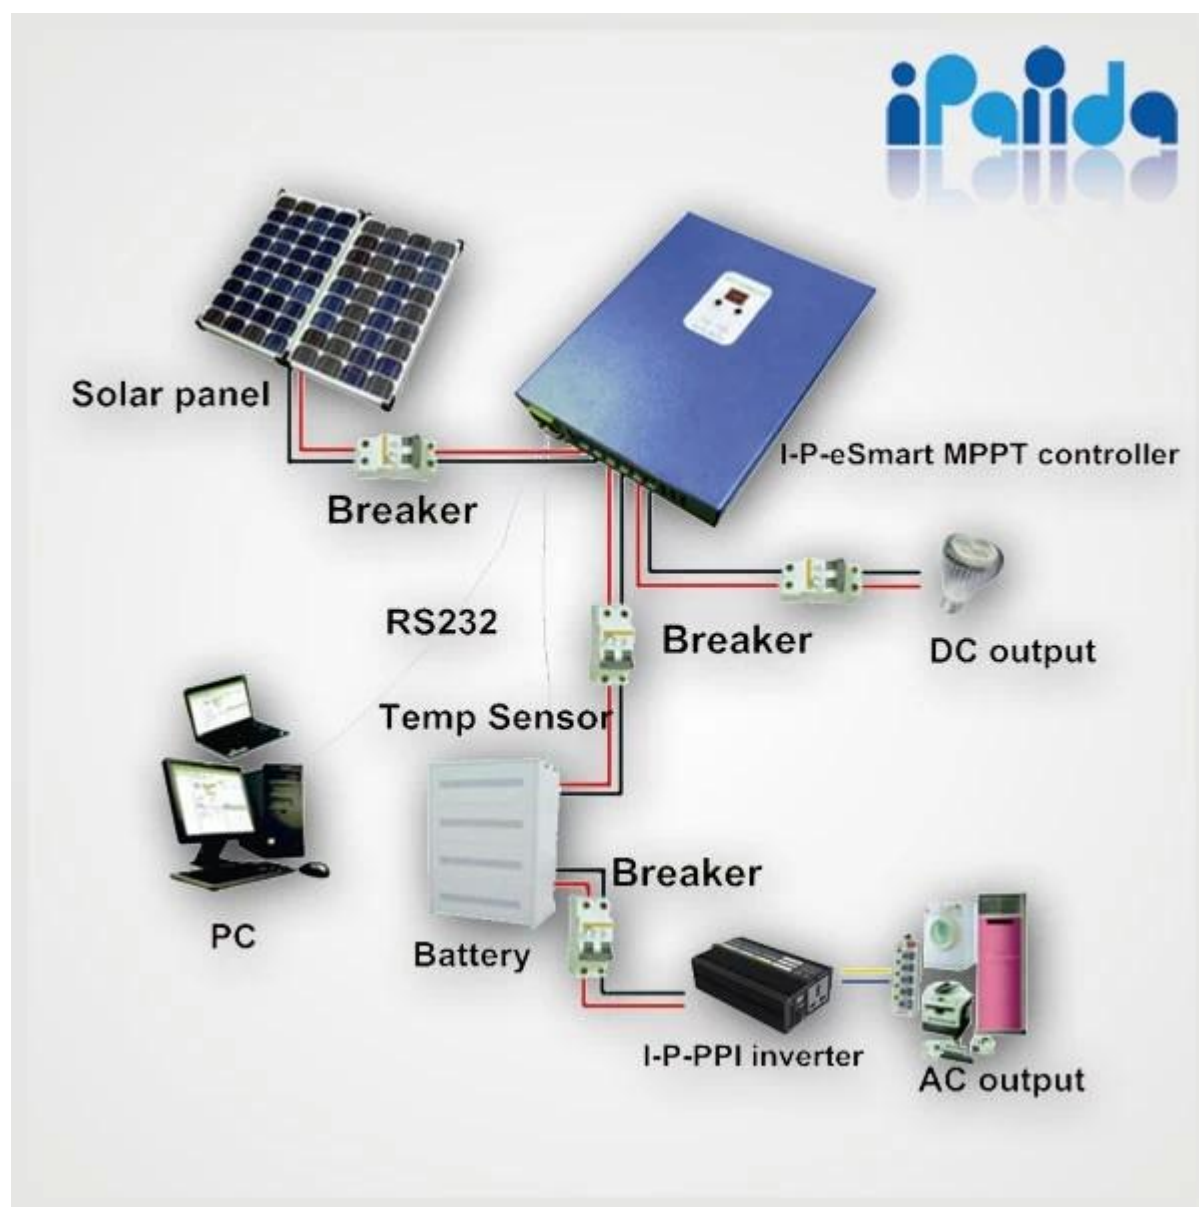 iPaiida
Solar panel
I-P-eSmart MPPT controller
Breaker
RS232
Breaker
DC output
Temp Sensor
Breaker
PC
Battery
I-P-PPI inverter
AC output